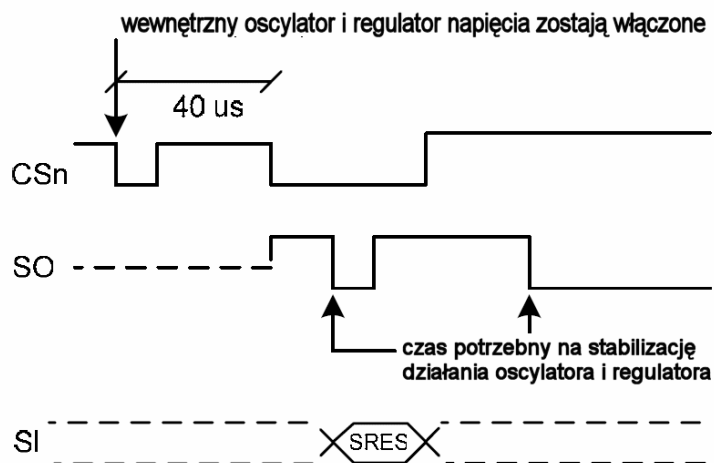 wewnętrzny oscylator i regulator napięcia zostają włączone
40 us
CSn
SO
czas potrzebny na stabilizację
działania oscylatora i regulatora
SI
SRES